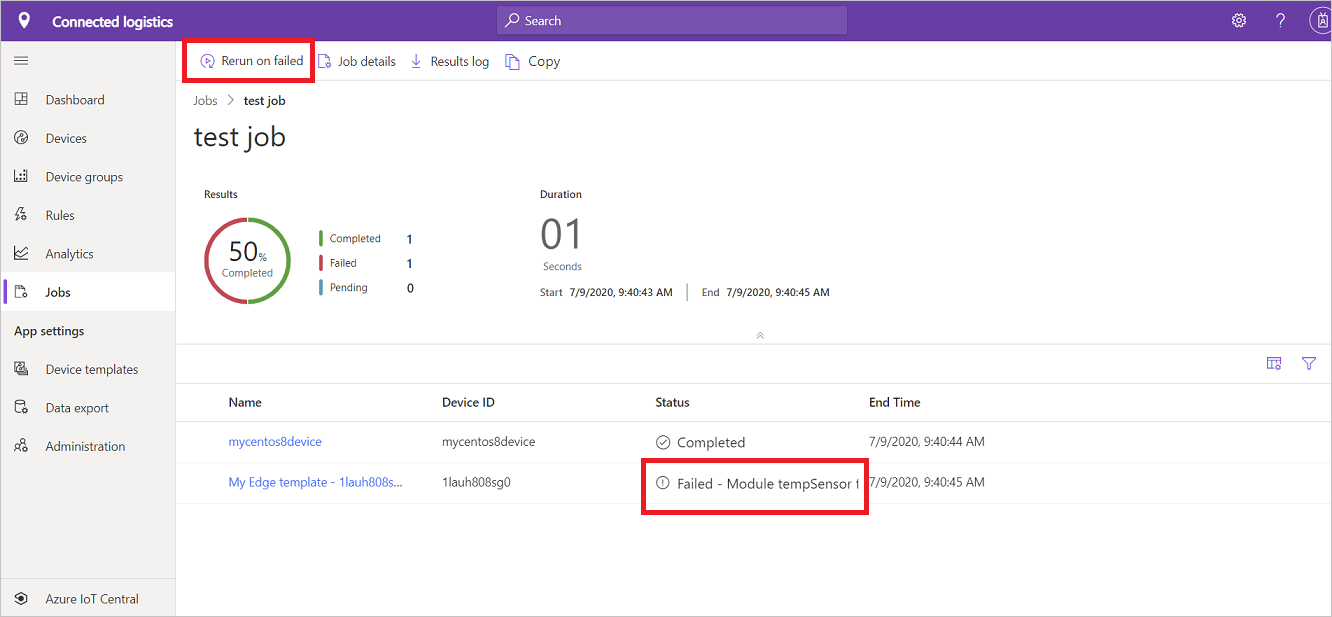 Connected logistics
Search
?
Rerun on failed
Job details
Results log
Copy
Dashboard
Devices
Device groups
Rules
Analytics
Jobs
App settings
Device templates
Data export
Administration
Azure IoT Central
Jobs > test job
test job
Results
50%
Completed
Completed 1
Failed 1
Pending 0
Duration
01
Seconds
Start 7/9/2020, 9:40:43 AM | End 7/9/2020, 9:40:45 AM
Name Device ID Status End Time
mycentos8device mycentos8device Completed 7/9/2020, 9:40:44 AM
My Edge template - 1lauh808s... 1lauh808sg0 Failed - Module tempSensor 7/9/2020, 9:40:45 AM